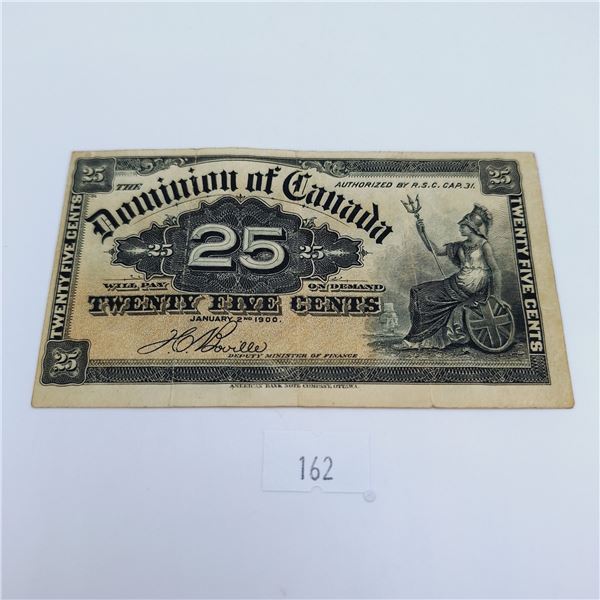 25
THE
Dominion of Canada
AUTHORIZED BY R.S.C. CAP. 31.
25
TWENTY FIVE CENTS
25 25 25
WILL PAY ON DEMAND
TWENTY FIVE CENTS
JANUARY 2ND 1900.
J C Boville
DEPUTY MINISTER OF FINANCE
TWENTY FIVE CENTS
25
25
AMERICAN BANK NOTE COMPANY, OTTAWA.
162